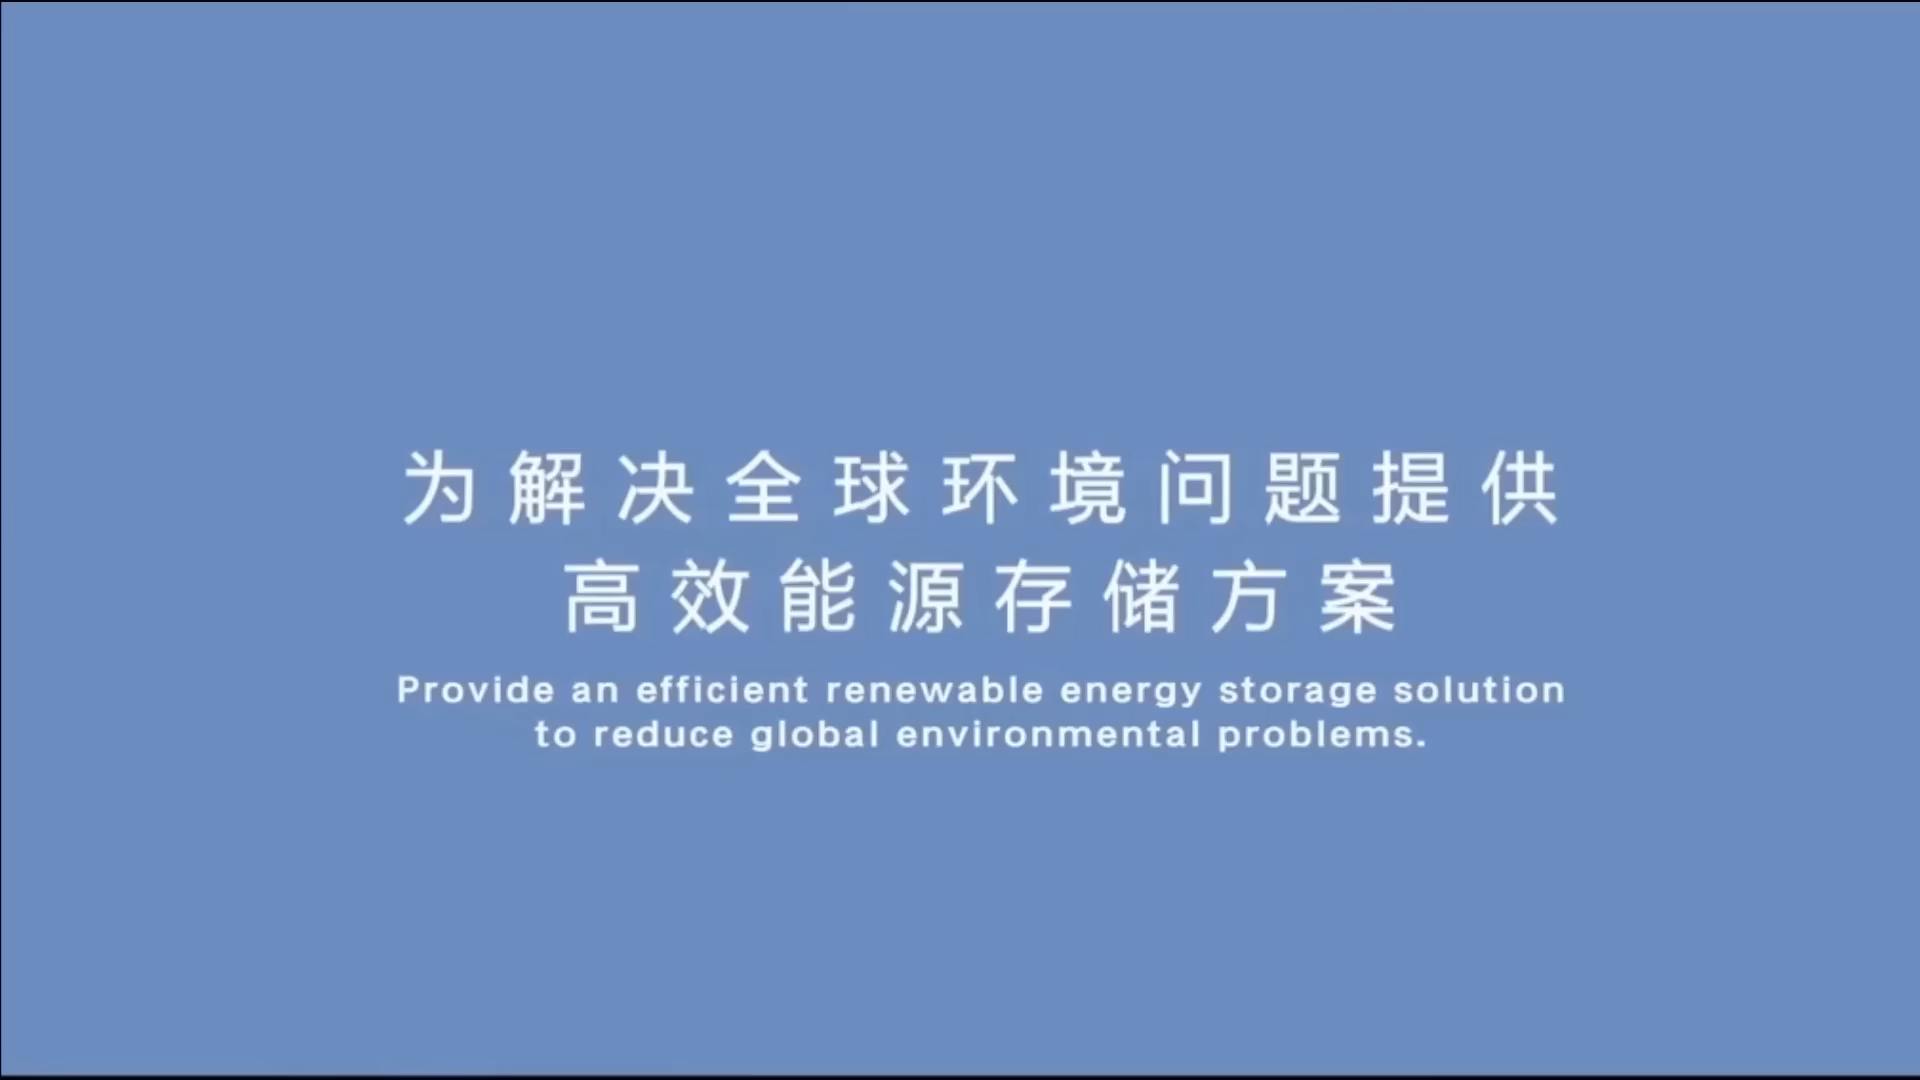 为解决全球环境问题提供
高效能源存储方案
Provide an efficient renewable energy storage solution
to reduce global environmental problems.